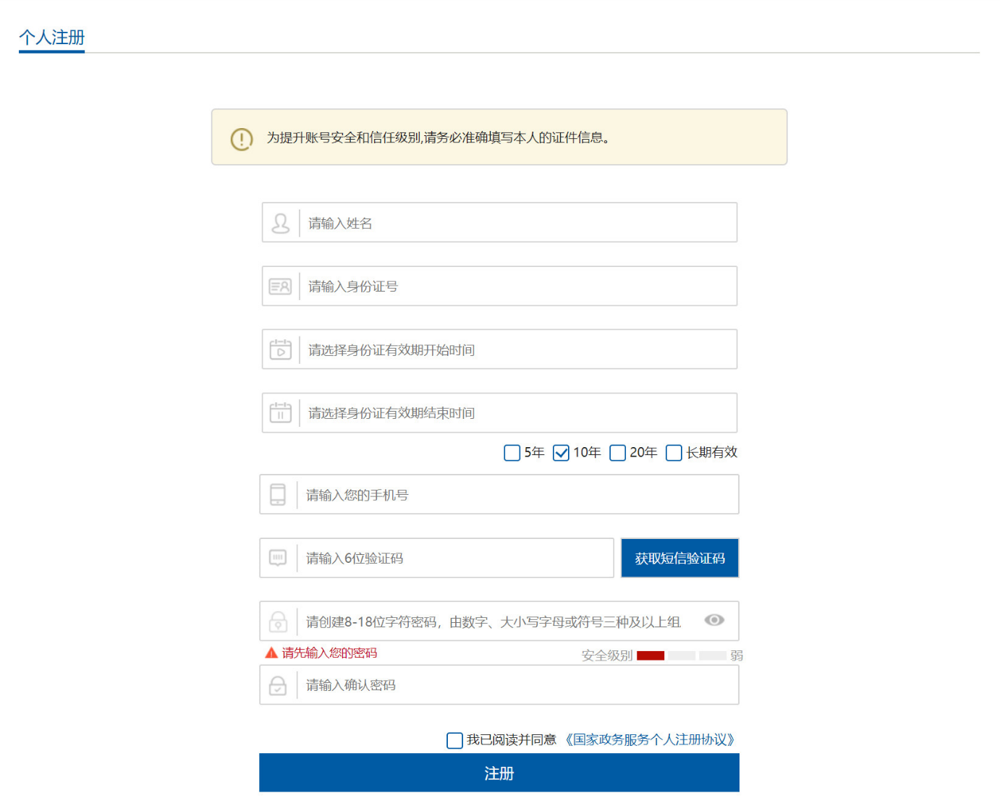 个人注册
为提升账号安全和信任级别,请务必准确填写本人的证件信息。
请输入姓名
请输入身份证号
请选择身份证有效期开始时间
请选择身份证有效期结束时间
5年 10年 20年 长期有效
请输入您的手机号
请输入6位验证码 获取短信验证码
请创建8-18位字符密码，由数字、大小写字母或符号三种及以上组
请先输入您的密码 安全级别 弱
请输入确认密码
我已阅读并同意《国家政务服务个人注册协议》
注册